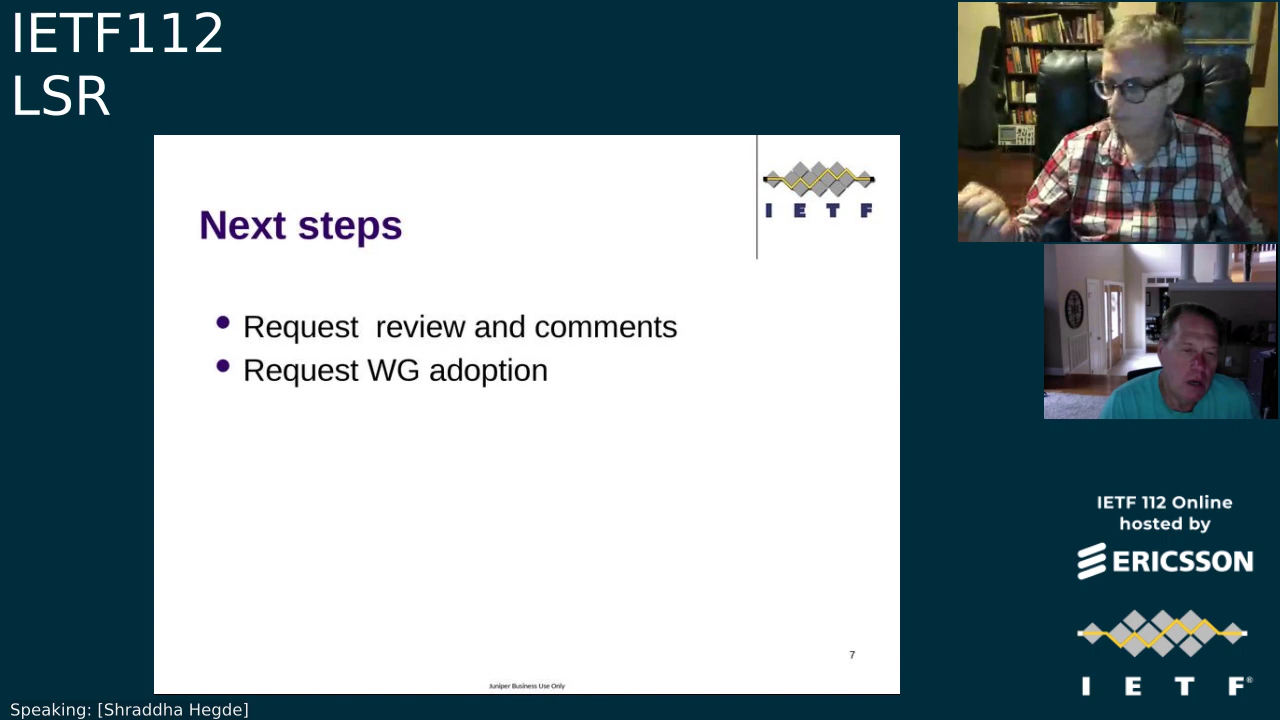 IETF112
LSR
I E T F
Next steps
Request review and comments
Request WG adoption
7
Juniper Business Use Only
IETF 112 Online
hosted by
ERICSSON
I E T F®
Speaking: [Shraddha Hegde]